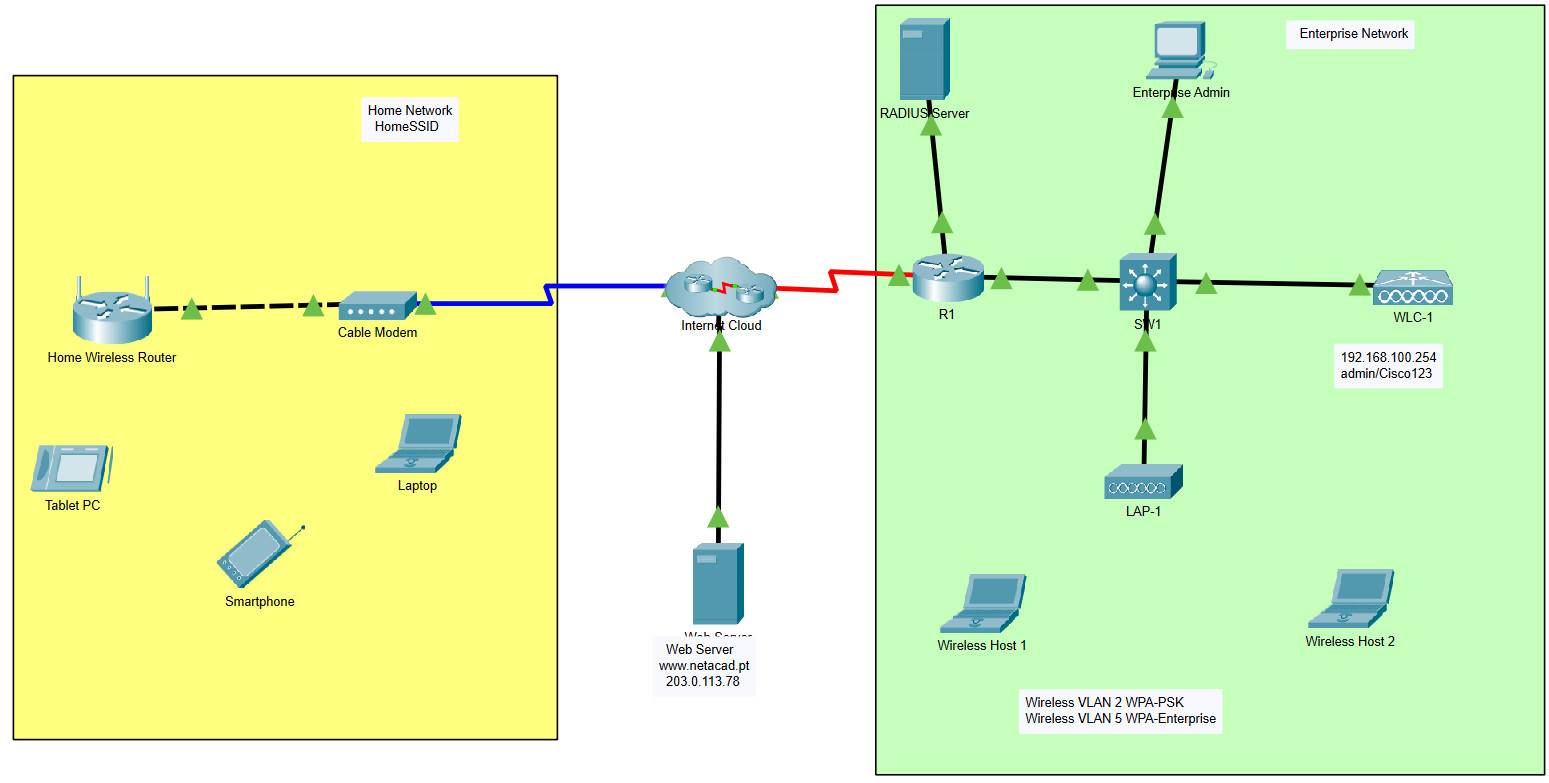 Home Network
HomeSSID
Home Wireless Router
Cable Modem
Tablet PC
Laptop
Smartphone
Internet Cloud
Web Server
Web Server
www.netacad.pt
203.0.113.78
Enterprise Network
RADIUS Server
Enterprise Admin
R1
SW1
WLC-1
192.168.100.254
admin/Cisco123
LAP-1
Wireless Host 1
Wireless Host 2
Wireless VLAN 2 WPA-PSK
Wireless VLAN 5 WPA-Enterprise